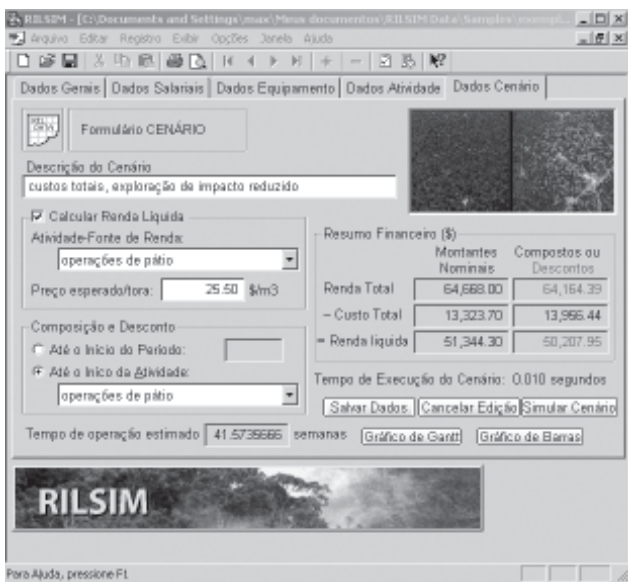 RILSIM - [C:\Documents and Settings\max\Meus documentos\RILSIM Data\Samples\exempl...
Arquivo Editar Registro Exibir Opções Janela Ajuda
Dados Gerais Dados Salariais Dados Equipamento Dados Atividade Dados Cenário
Formulário CENÁRIO
Descrição do Cenário
custos totais, exploração de impacto reduzido
Calcular Renda Líquida
Atividade-Fonte de Renda:
operações de pátio
Preço esperado/tora: 25.50 $/m3
Composição e Desconto
Até o Início do Período:
Até o Iníco da Atividade:
operações de pátio
Resumo Financeiro ($)
Montantes Nominais Compostos ou Descontos
Renda Total 64,668.00 64,164.39
- Custo Total 13,323.70 13,956.44
= Renda líquida 51,344.30 50,207.95
Tempo de Execução do Cenário: 0.010 segundos
Salvar Dados Cancelar Edição Simular Cenário
Tempo de operação estimado 41.5735666 semanas Gráfico de Gantt Gráfico de Barras
RILSIM
Para Ajuda, pressione F1